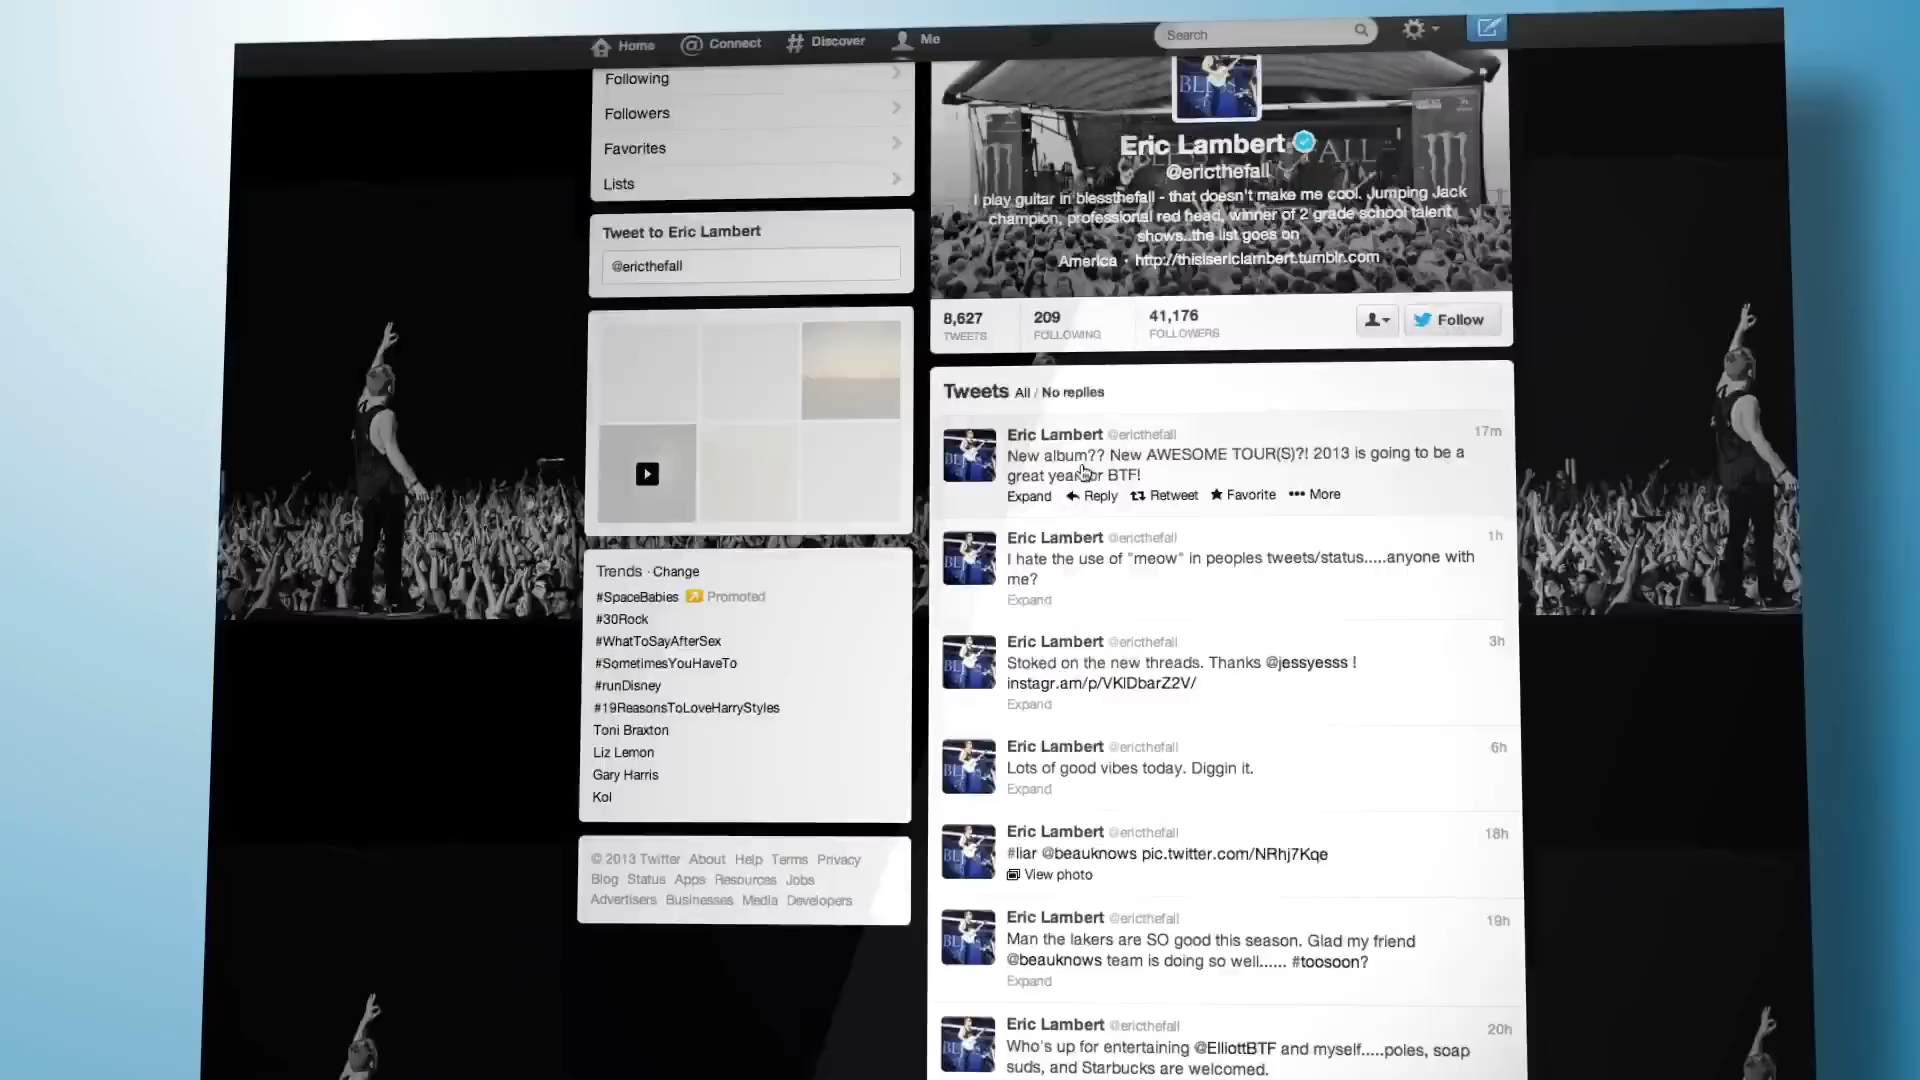 Home Connect Discover Me
Search
Following
Followers
Favorites
Lists
Tweet to Eric Lambert
@ericthefall
Trends · Change
#SpaceBabies Promoted
#30Rock
#WhatToSayAfterSex
#SometimesYouHaveTo
#runDisney
#19ReasonsToLoveHarryStyles
Toni Braxton
Liz Lemon
Gary Harris
Kol
© 2013 Twitter About Help Terms Privacy
Blog Status Apps Resources Jobs
Advertisers Businesses Media Developers
Eric Lambert
@ericthefall
I play guitar in blessthefall - that doesn't make me cool. Jumping Jack
champion, professional red head, winner of 2 grade school talent
shows..the list goes on
America · http://thisisericlambert.tumblr.com
8,627 209 41,176
TWEETS FOLLOWING FOLLOWERS
Follow
Tweets All / No replies
Eric Lambert @ericthefall 17m
New album?? New AWESOME TOUR(S)?! 2013 is going to be a
great year for BTF!
Expand Reply Retweet Favorite More
Eric Lambert @ericthefall 1h
I hate the use of "meow" in peoples tweets/status.....anyone with
me?
Expand
Eric Lambert @ericthefall 3h
Stoked on the new threads. Thanks @jessyesss !
instagr.am/p/VKlDbarZ2V/
Expand
Eric Lambert @ericthefall 6h
Lots of good vibes today. Diggin it.
Expand
Eric Lambert @ericthefall 18h
#liar @beauknows pic.twitter.com/NRhj7Kqe
View photo
Eric Lambert @ericthefall 19h
Man the lakers are SO good this season. Glad my friend
@beauknows team is doing so well...... #toosoon?
Expand
Eric Lambert @ericthefall 20h
Who's up for entertaining @ElliottBTF and myself.....poles, soap
suds, and Starbucks are welcomed.